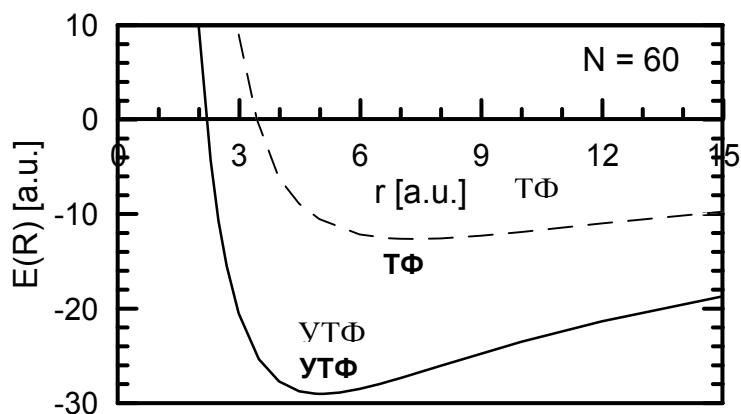 10
N = 60
0
0 3 6 9 12 15
r [a.u.]
ТФ
E(R) [a.u.]
-10
ТФ
-20
УТФ
УТФ
-30